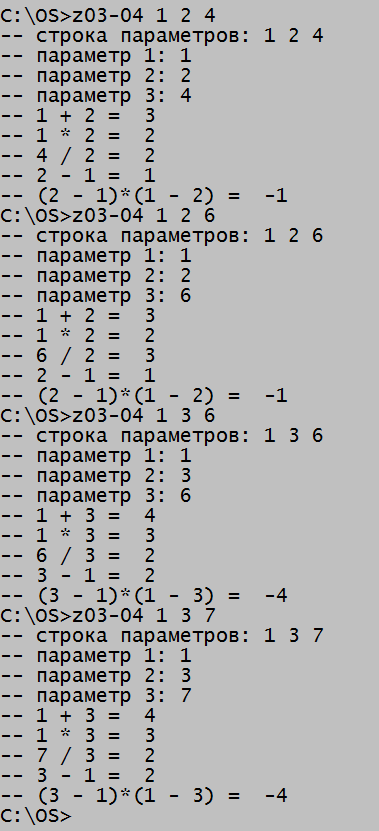 C:\OS>z03-04 1 2 4
-- строка параметров: 1 2 4
-- параметр 1: 1
-- параметр 2: 2
-- параметр 3: 4
-- 1 + 2 =  3
-- 1 * 2 =  2
-- 4 / 2 =  2
-- 2 - 1 =  1
-- (2 - 1)*(1 - 2) =  -1
C:\OS>z03-04 1 2 6
-- строка параметров: 1 2 6
-- параметр 1: 1
-- параметр 2: 2
-- параметр 3: 6
-- 1 + 2 =  3
-- 1 * 2 =  2
-- 6 / 2 =  3
-- 2 - 1 =  1
-- (2 - 1)*(1 - 2) =  -1
C:\OS>z03-04 1 3 6
-- строка параметров: 1 3 6
-- параметр 1: 1
-- параметр 2: 3
-- параметр 3: 6
-- 1 + 3 =  4
-- 1 * 3 =  3
-- 6 / 3 =  2
-- 3 - 1 =  2
-- (3 - 1)*(1 - 3) =  -4
C:\OS>z03-04 1 3 7
-- строка параметров: 1 3 7
-- параметр 1: 1
-- параметр 2: 3
-- параметр 3: 7
-- 1 + 3 =  4
-- 1 * 3 =  3
-- 7 / 3 =  2
-- 3 - 1 =  2
-- (3 - 1)*(1 - 3) =  -4
C:\OS>